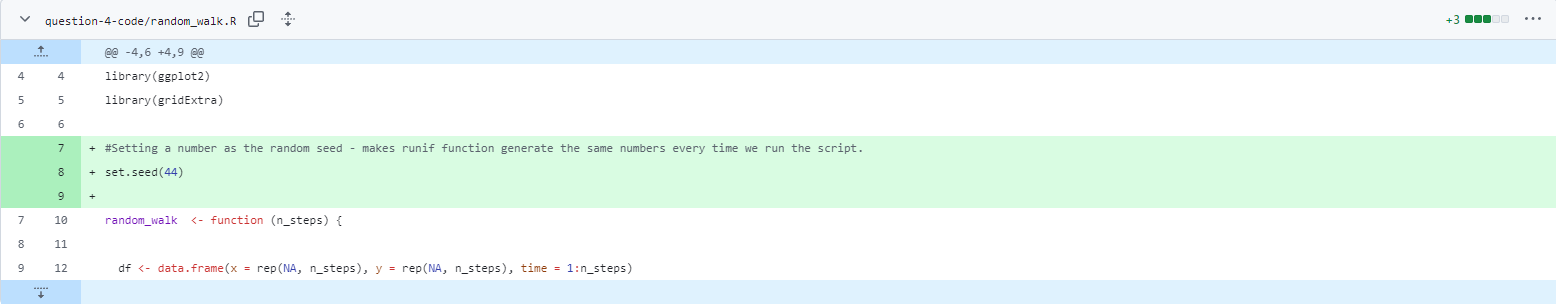 question-4-code/random_walk.R +3
@@ -4,6 +4,9 @@
4 4 library(ggplot2)
5 5 library(gridExtra)
6 6
7 + #Setting a number as the random seed - makes runif function generate the same numbers every time we run the script.
8 + set.seed(44)
9 +
7 10 random_walk  <- function (n_steps) {
8 11
9 12 df <- data.frame(x = rep(NA, n_steps), y = rep(NA, n_steps), time = 1:n_steps)